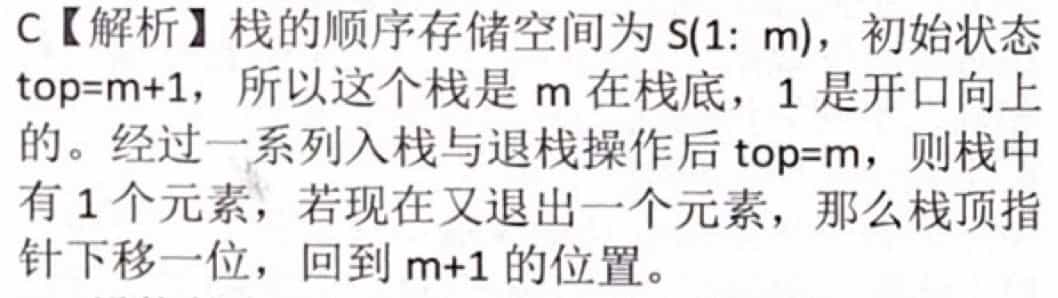 C【解析】栈的顺序存储空间为 S(1: m)，初始状态
top=m+1，所以这个栈是 m 在栈底，1 是开口向上
的。经过一系列入栈与退栈操作后 top=m，则栈中
有 1 个元素，若现在又退出一个元素，那么栈顶指
针下移一位，回到 m+1 的位置。